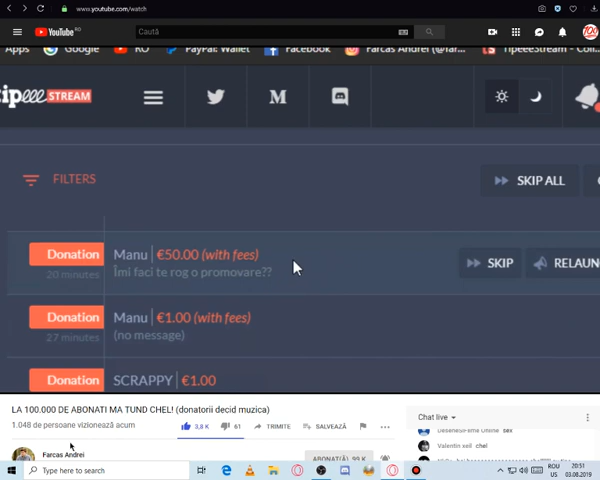 www.youtube.com/watch
YouTube RO
Caută
Apps
Google
RO
PayPal: Wallet
Facebook
Farcas Andrei (@far...
TipeeeStream - Coll...
tipeee STREAM
FILTERS
SKIP ALL
Donation
Manu | €50.00 (with fees)
20 minutes
Îmi faci te rog o promovare??
SKIP
RELAUN
Donation
Manu | €1.00 (with fees)
27 minutes
(no message)
Donation
SCRAPPY | €1.00
LA 100.000 DE ABONATI MA TUND CHEL! (donatorii decid muzica)
1.048 de persoane vizionează acum
3,8 K
61
TRIMITE
SALVEAZĂ
Chat live
sex
Valentin xeil chel
Farcas Andrei
ABONAT(Ă) 99 K
Type here to search
ROU
US
20:51
03.08.2019